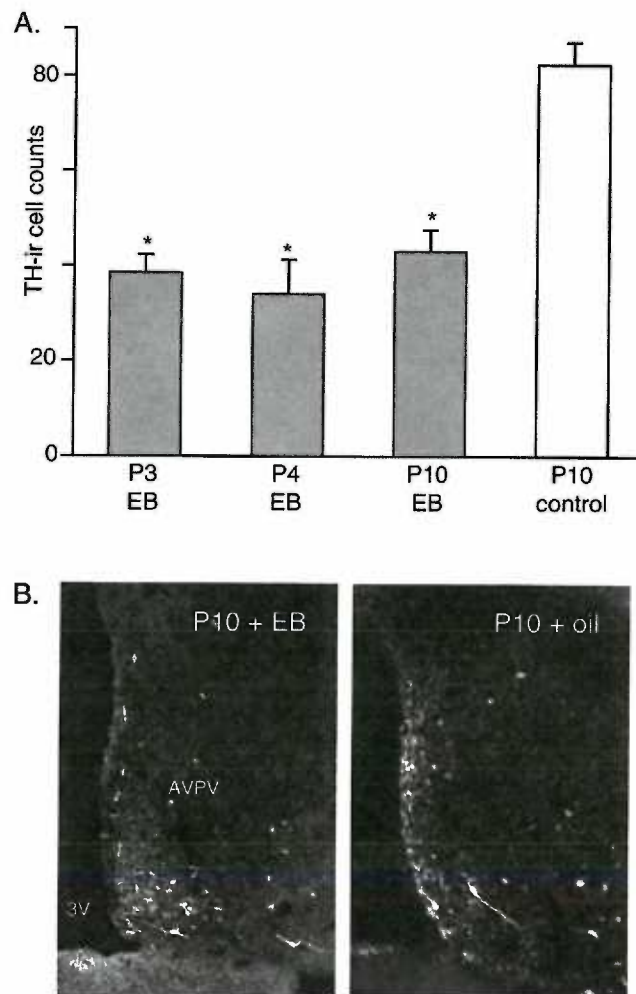 A.
80
20
0
TH-ir cell counts
*
*
*
P3
EB
P4
EB
P10
EB
P10
control
B.
P10 + EB
P10 + oil
AVPV
3V